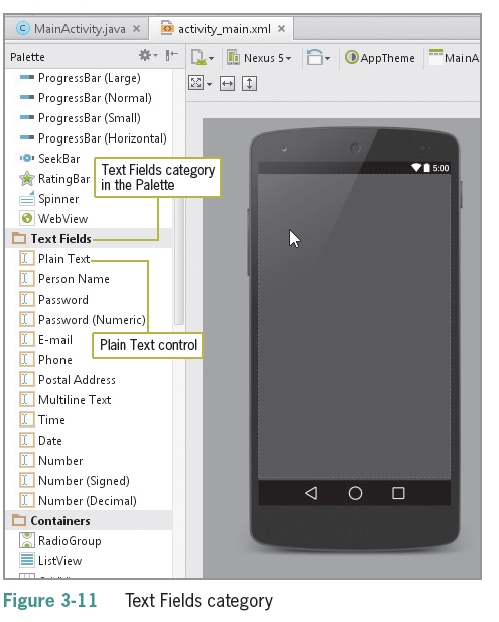 MainActivity.java
activity_main.xml
Palette
Nexus 5
AppTheme
MainA
ProgressBar (Large)
ProgressBar (Normal)
ProgressBar (Small)
ProgressBar (Horizontal)
SeekBar
RatingBar
Spinner
WebView
Text Fields category
in the Palette
5:00
Text Fields
Plain Text
Person Name
Password
Password (Numeric)
E-mail
Phone
Plain Text control
Postal Address
Multiline Text
Time
Date
Number
Number (Signed)
Number (Decimal)
Containers
RadioGroup
ListView
Figure 3-11 Text Fields category